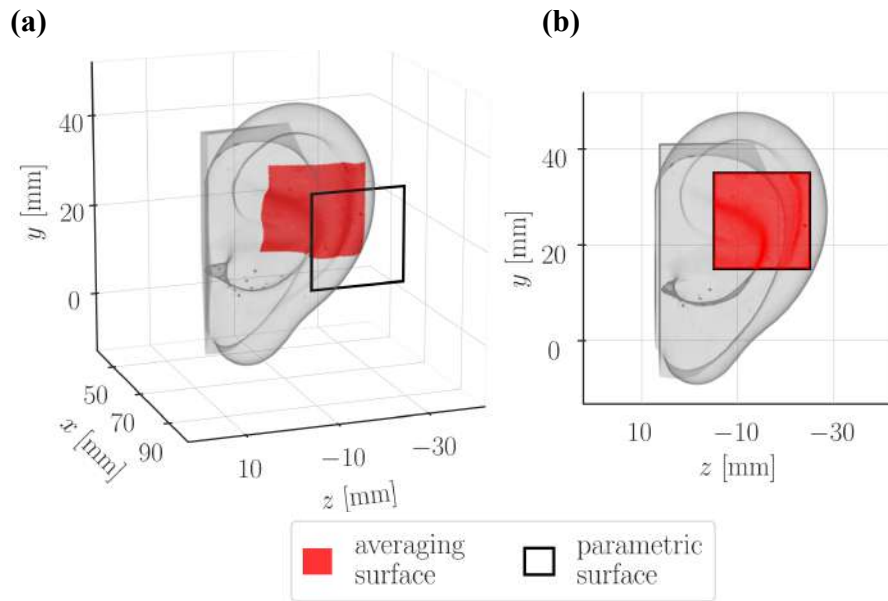 (a)
(b)
40
20
0
y [mm]
50
70
90
x [mm]
10
−10
−30
z [mm]
40
20
0
y [mm]
10
−10
−30
z [mm]
averaging
surface
parametric
surface